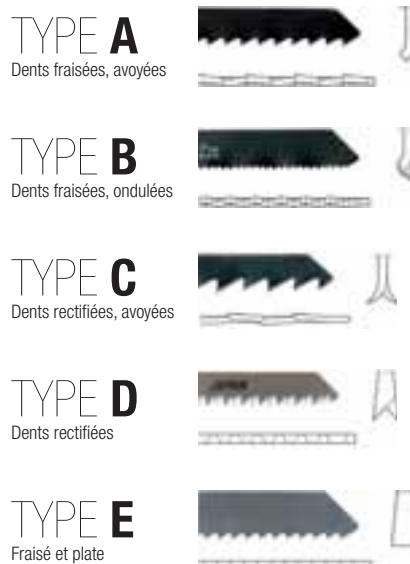 TYPE A
Dents fraisées, avoyées
TYPE B
Dents fraisées, ondulées
TYPE C
Dents rectifiées, avoyées
TYPE D
Dents rectifiées
TYPE E
Fraisé et plate